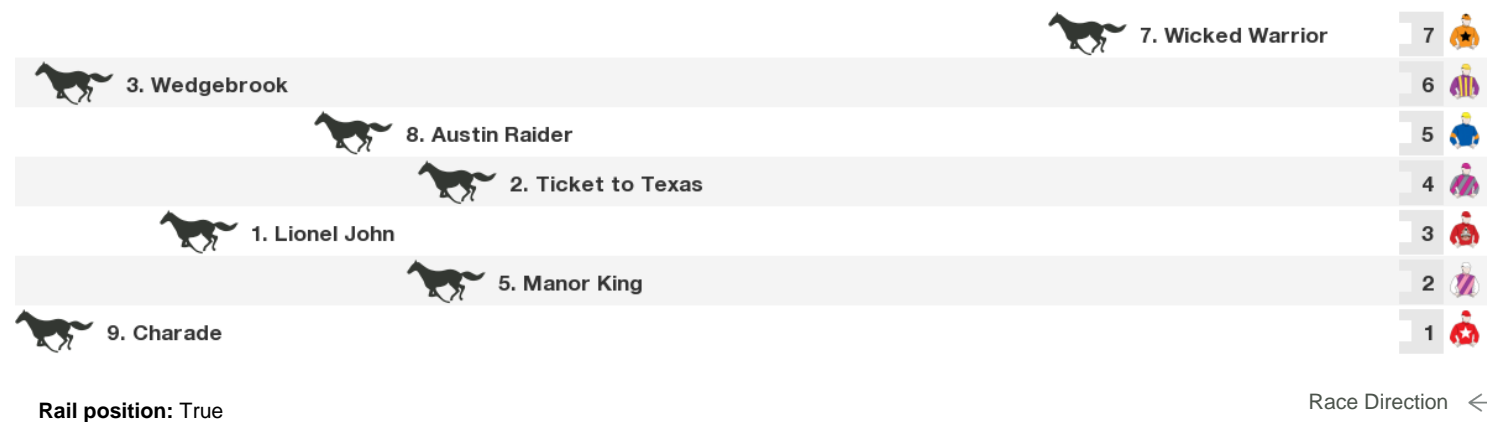 7. Wicked Warrior 7
3. Wedgebrook 6
8. Austin Raider 5
2. Ticket to Texas 4
1. Lionel John 3
5. Manor King 2
9. Charade 1
Rail position: True
Race Direction